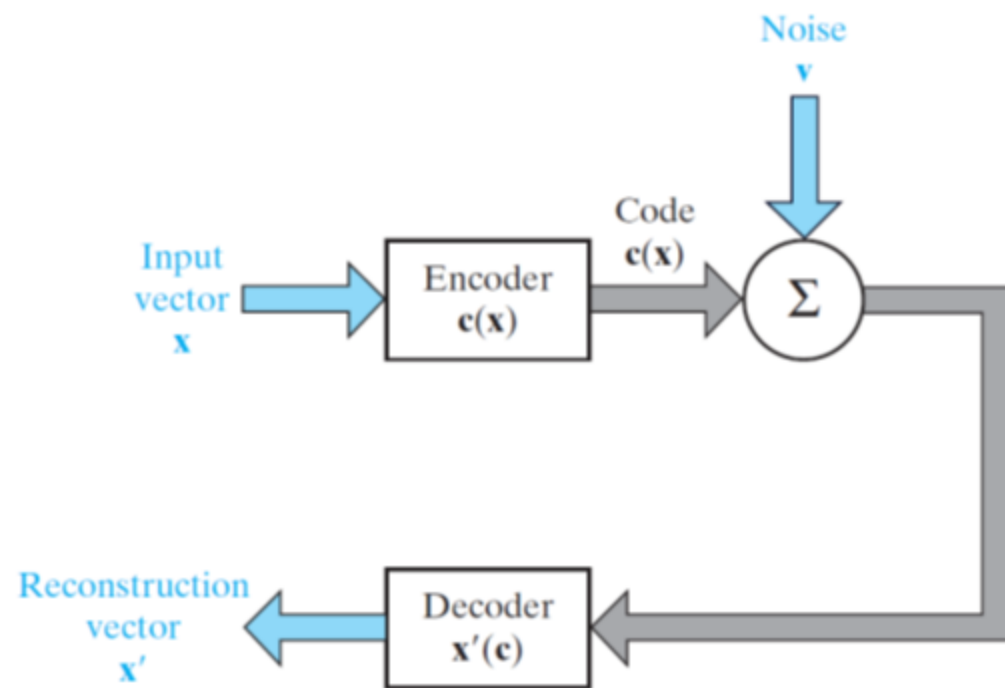 Noise
v
Code
c(x)
Input
vector
x
Encoder
c(x)
Σ
Reconstruction
vector
x′
Decoder
x′(c)